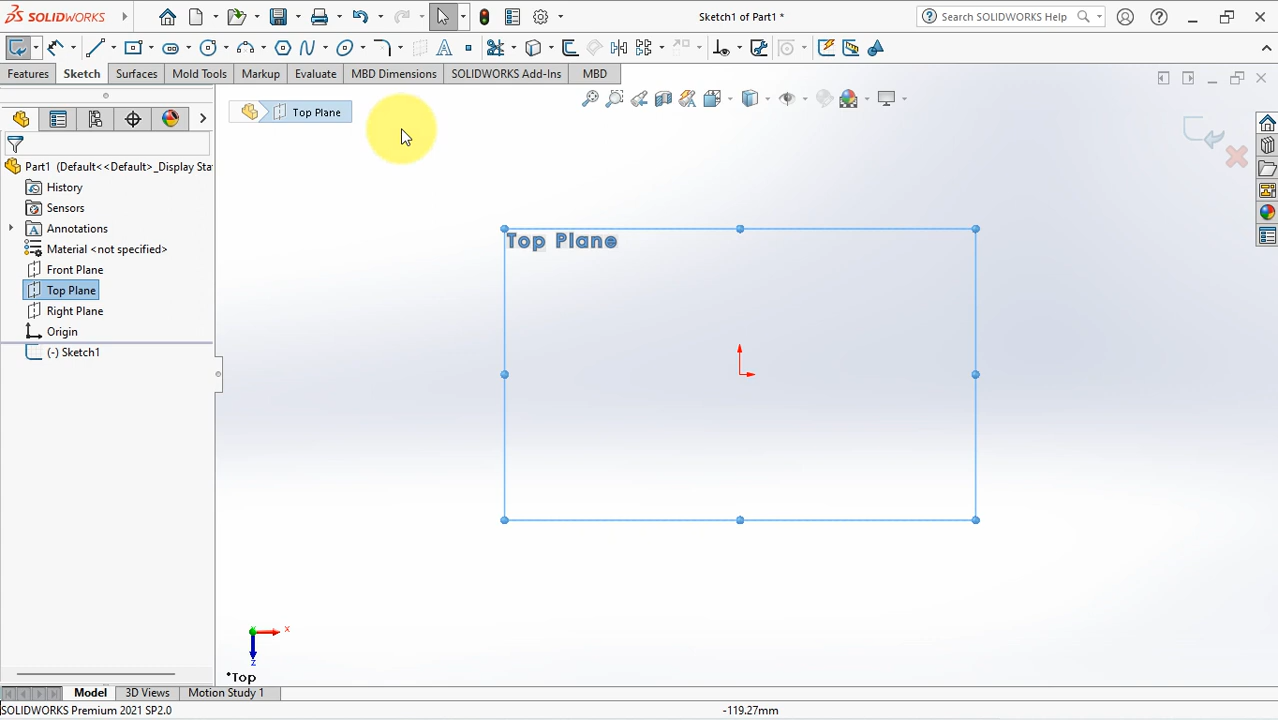 SOLIDWORKS
Sketch1 of Part1 *
Search SOLIDWORKS Help
Features Sketch Surfaces Mold Tools Markup Evaluate MBD Dimensions SOLIDWORKS Add-Ins MBD
Top Plane
Part1 (Default<<Default>_Display Sta
History
Sensors
Annotations
Material <not specified>
Front Plane
Top Plane
Right Plane
Origin
(-) Sketch1
Top Plane
x
z
*Top
Model 3D Views Motion Study 1
SOLIDWORKS Premium 2021 SP2.0
-119.27mm